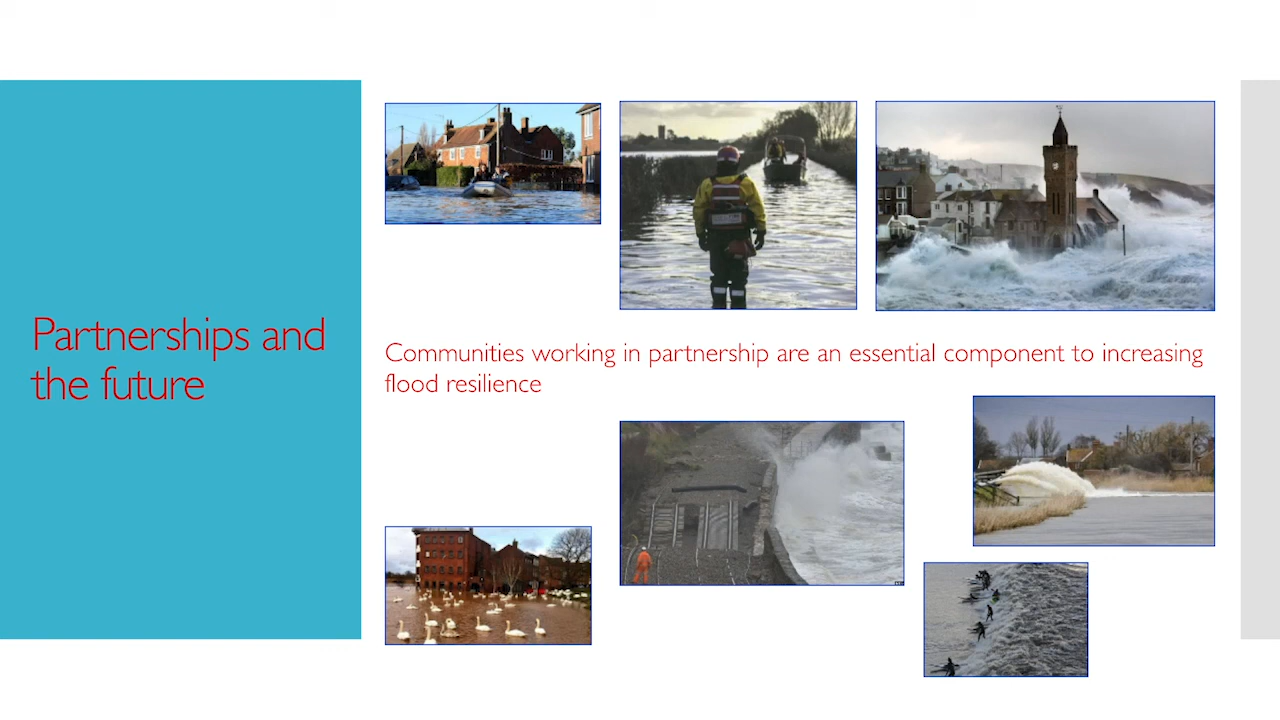 Partnerships and
the future
Communities working in partnership are an essential component to increasing
flood resilience